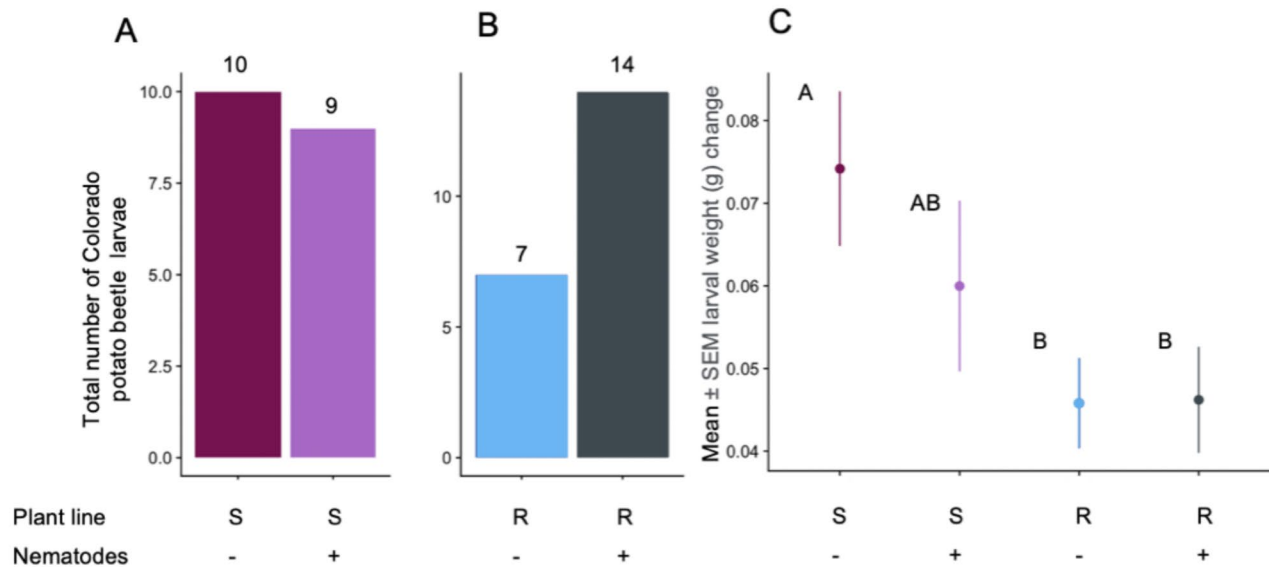 A
B
C
10
9
14
7
A
AB
B
B
10.0
7.5
5.0
2.5
0.0
10
5
0
0.08
0.07
0.06
0.05
0.04
Total number of Colorado
potato beetle larvae
Mean ± SEM larval weight (g) change
Plant line S S R R S S R R
Nematodes - + - + - + - +